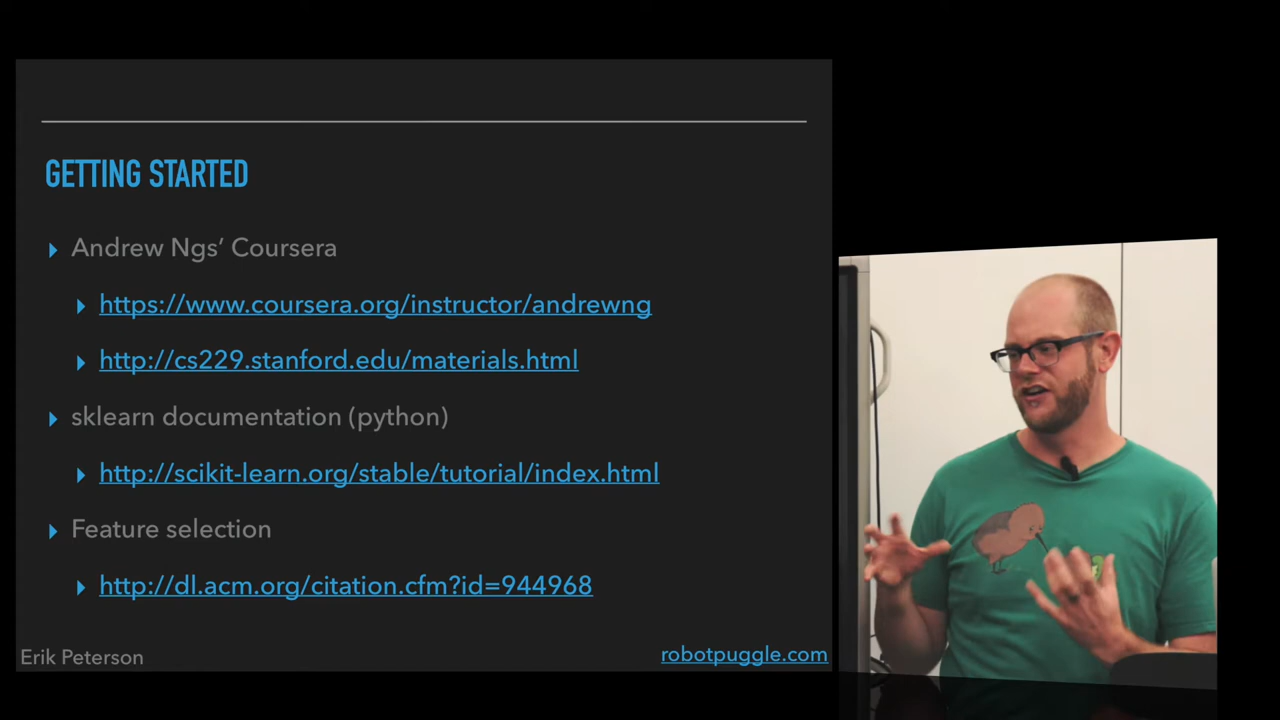 GETTING STARTED
Andrew Ngs’ Coursera
https://www.coursera.org/instructor/andrewng
http://cs229.stanford.edu/materials.html
sklearn documentation (python)
http://scikit-learn.org/stable/tutorial/index.html
Feature selection
http://dl.acm.org/citation.cfm?id=944968
Erik Peterson
robotpuggle.com